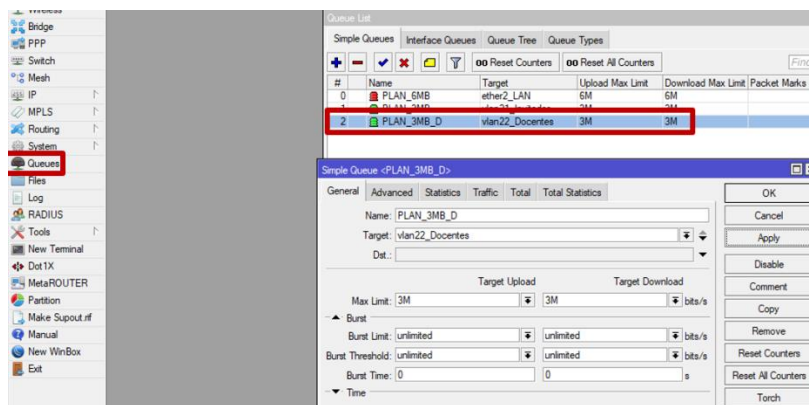 Wireless
Bridge
PPP
Switch
Mesh
IP
MPLS
Routing
System
Queues
Files
Log
RADIUS
Tools
New Terminal
Dot1X
MetaROUTER
Partition
Make Supout.rif
Manual
New WinBox
Exit
Queue List
Simple Queues Interface Queues Queue Tree Queue Types
00 Reset Counters 00 Reset All Counters Find
# Name Target Upload Max Limit Download Max Limit Packet Marks
0 PLAN_6MB ether2_LAN 6M 6M
1 PLAN_3MB 3M 3M
2 PLAN_3MB_D vlan22_Docentes 3M 3M
Simple Queue <PLAN_3MB_D>
General Advanced Statistics Traffic Total Total Statistics
Name: PLAN_3MB_D
Target: vlan22_Docentes
Dst.:
Target Upload Target Download
Max Limit: 3M 3M bits/s
Burst
Burst Limit: unlimited unlimited bits/s
Burst Threshold: unlimited unlimited bits/s
Burst Time: 0 0 s
Time
OK
Cancel
Apply
Disable
Comment
Copy
Remove
Reset Counters
Reset All Counters
Torch